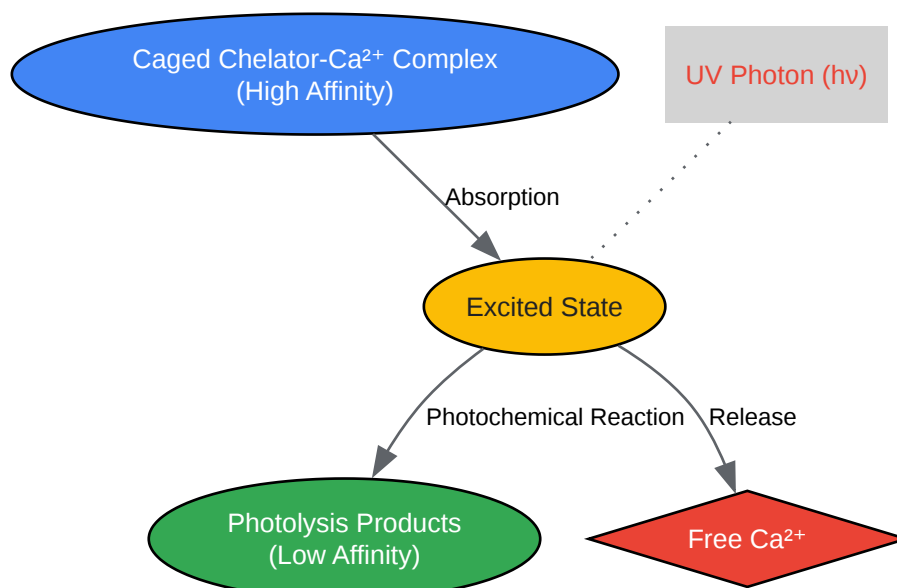 Caged Chelator-Ca²⁺ Complex
(High Affinity)
UV Photon (hν)
Absorption
Excited State
Photochemical Reaction
Release
Photolysis Products
(Low Affinity)
Free Ca²⁺